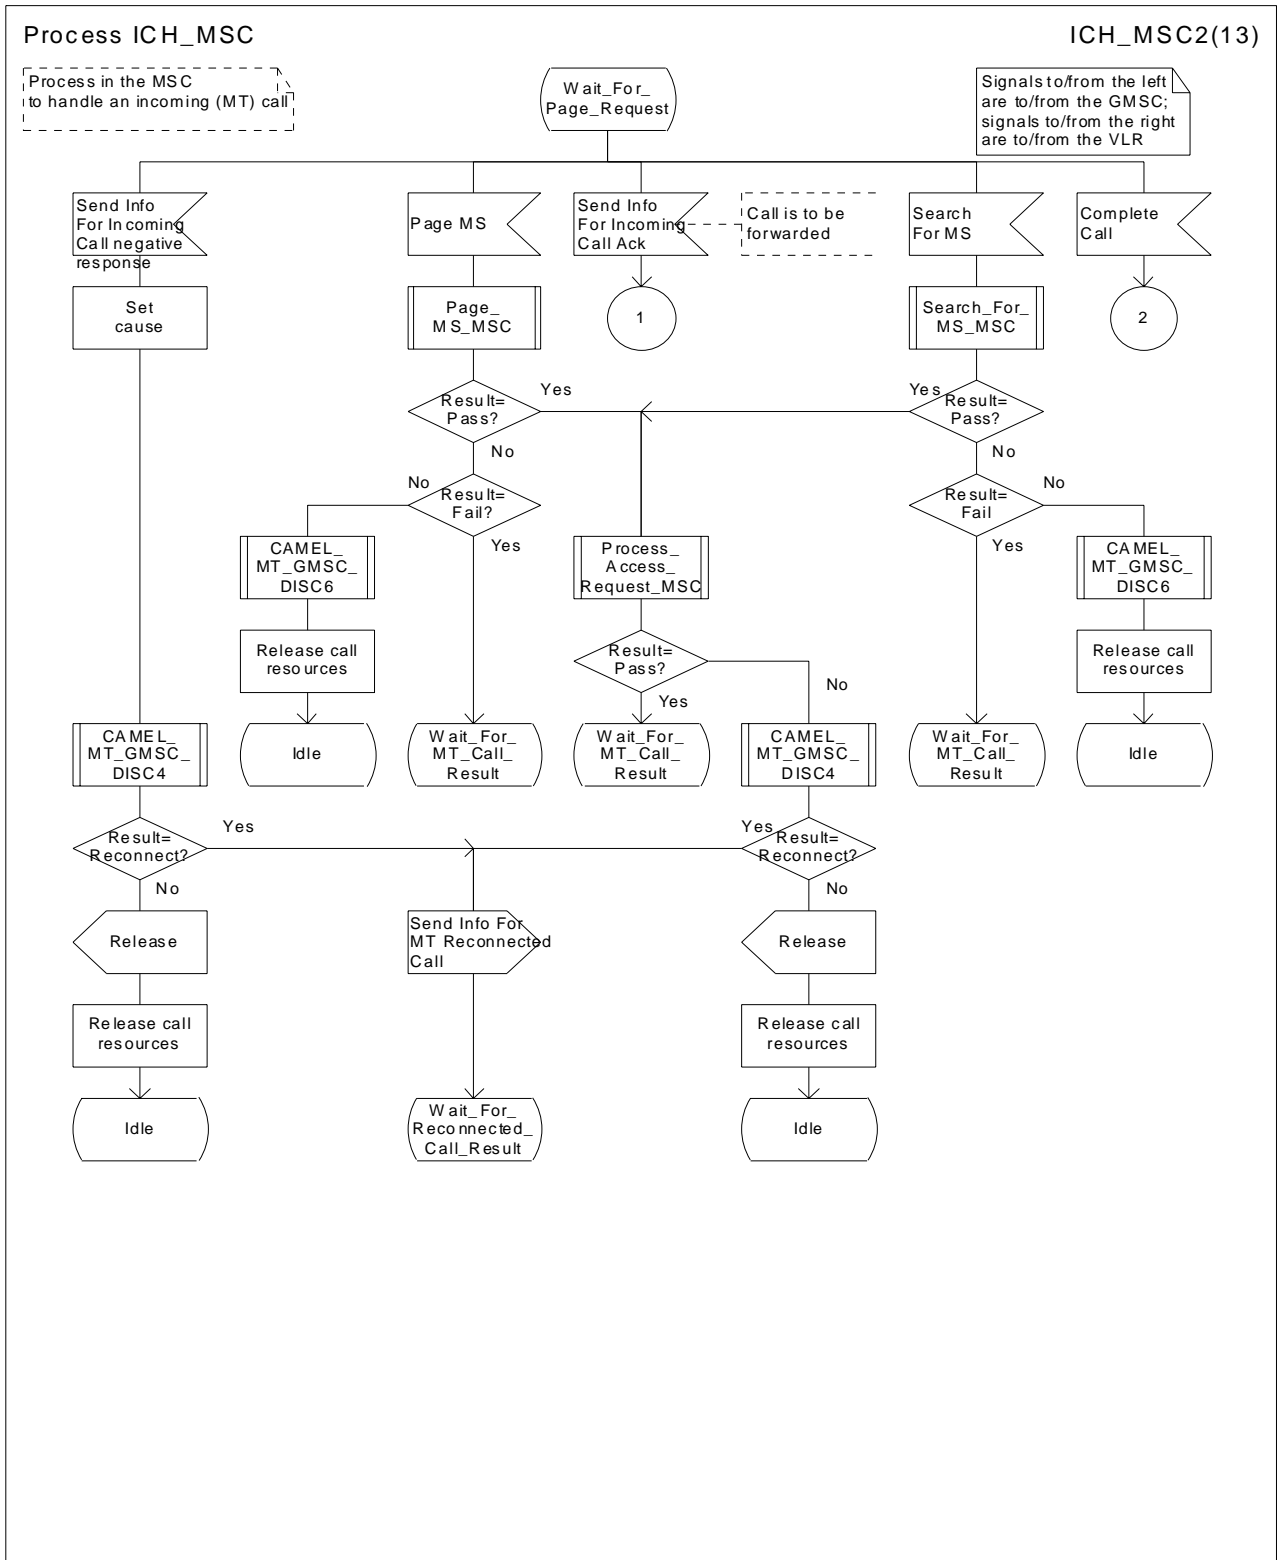 Process ICH_MSC
ICH_MSC2(13)
Process in the MSC
to handle an incoming (MT) call
Wait_For_
Page_Request
Signals to/from the left
are to/from the GMSC;
signals to/from the right
are to/from the VLR
Send Info
For Incoming
Call negative
response
Page MS
Send Info
For Incoming
Call Ack
Call is to be
forwarded
Search
For MS
Complete
Call
Set
cause
Page_
MS_MSC
1
Search_For_
MS_MSC
2
Result=
Pass?
Yes
No
Yes
Result=
Pass?
No
No
Result=
Fail?
Yes
Result=
Fail
No
Yes
CAMEL_
MT_GMSC_
DISC6
Process_
Access_
Request_MSC
CAMEL_
MT_GMSC_
DISC6
Release call
resources
Result=
Pass?
No
Yes
Release call
resources
CAMEL_
MT_GMSC_
DISC4
Idle
Wait_For_
MT_Call_
Result
Wait_For_
MT_Call_
Result
CAMEL_
MT_GMSC_
DISC4
Wait_For_
MT_Call_
Result
Idle
Result=
Reconnect?
Yes
No
Yes
Result=
Reconnect?
No
Release
Send Info For
MT Reconnected
Call
Release
Release call
resources
Release call
resources
Idle
Wait_For_
Reconnected_
Call_Result
Idle